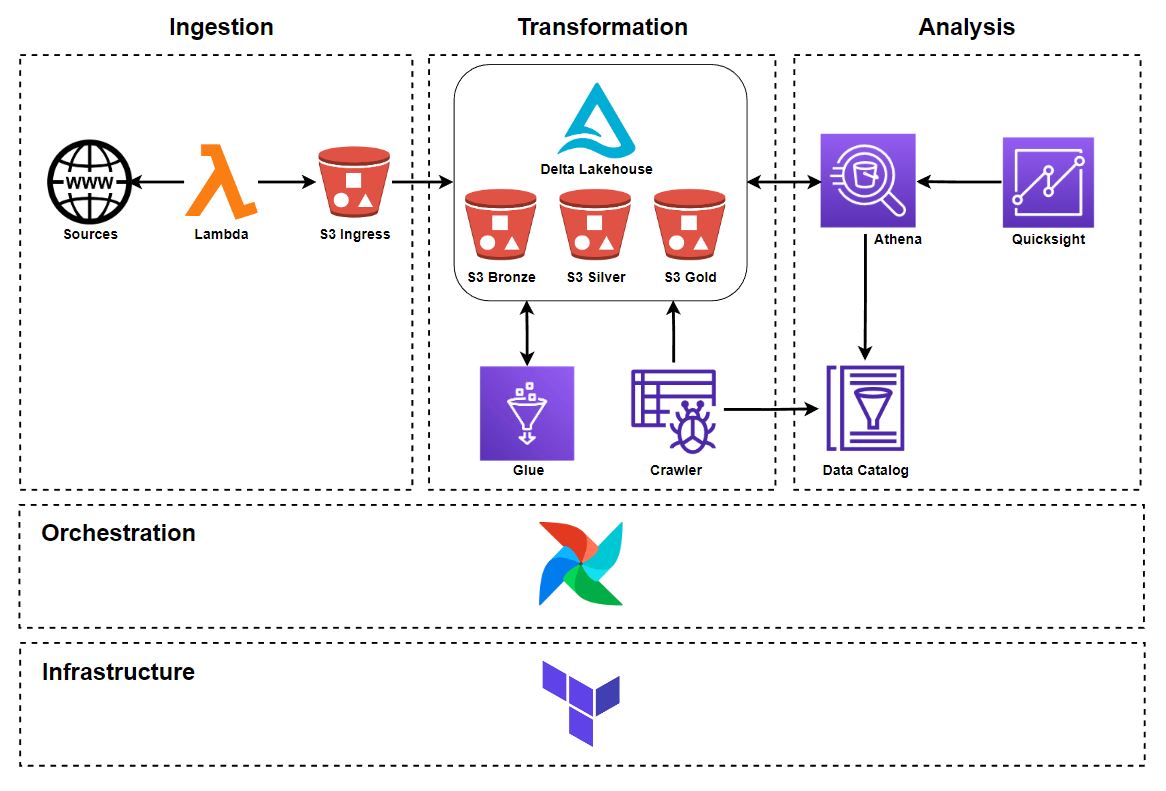 Ingestion
Transformation
Analysis
WWW
Sources
Lambda
S3 Ingress
Delta Lakehouse
S3 Bronze
S3 Silver
S3 Gold
Athena
Quicksight
Glue
Crawler
Data Catalog
Orchestration
Infrastructure